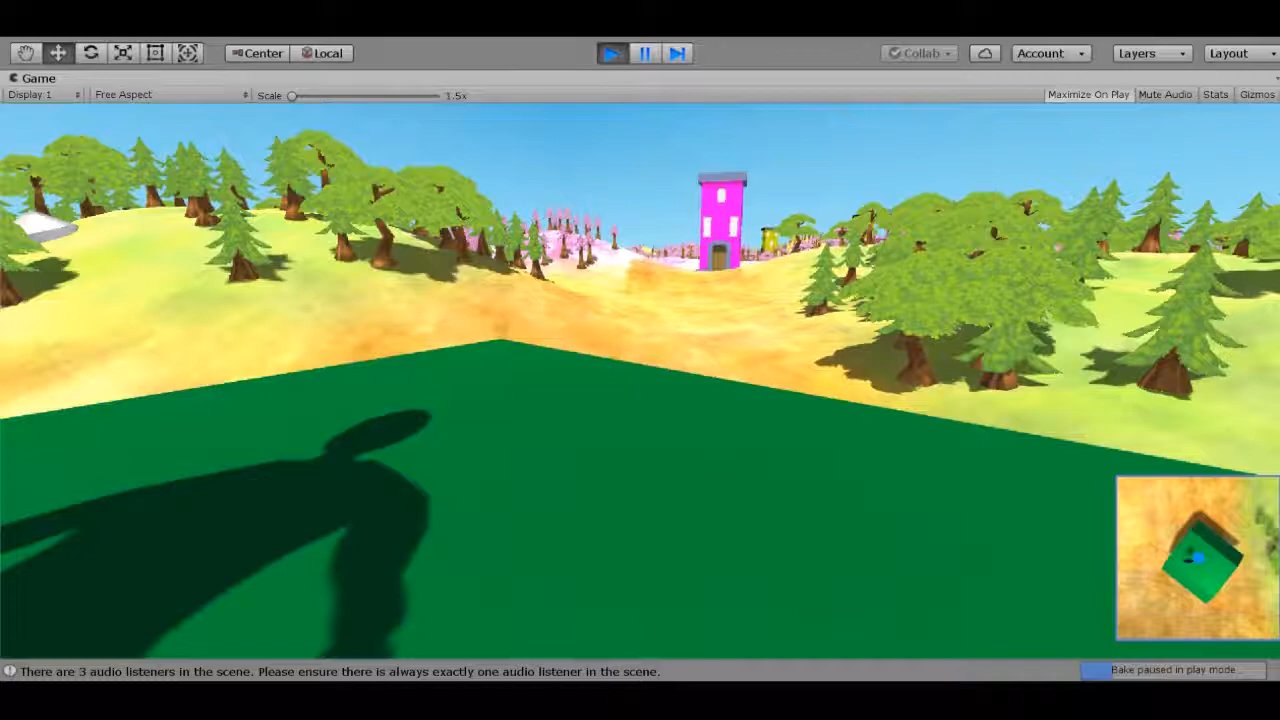 Center Local Collab Account Layers Layout
Game
Display 1 Free Aspect Scale 1.5x Maximize On Play Mute Audio Stats Gizmos
There are 3 audio listeners in the scene. Please ensure there is always exactly one audio listener in the scene.
Bake paused in play mode...